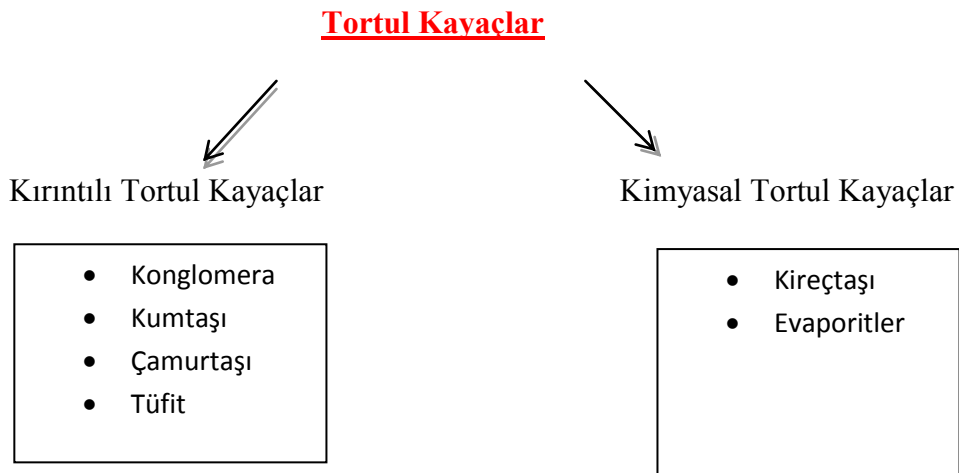 Tortul Kayaçlar
Kırıntılı Tortul Kayaçlar
Kimyasal Tortul Kayaçlar
• Konglomera
• Kumtaşı
• Çamurtaşı
• Tüfit
• Kireçtaşı
• Evaporitler